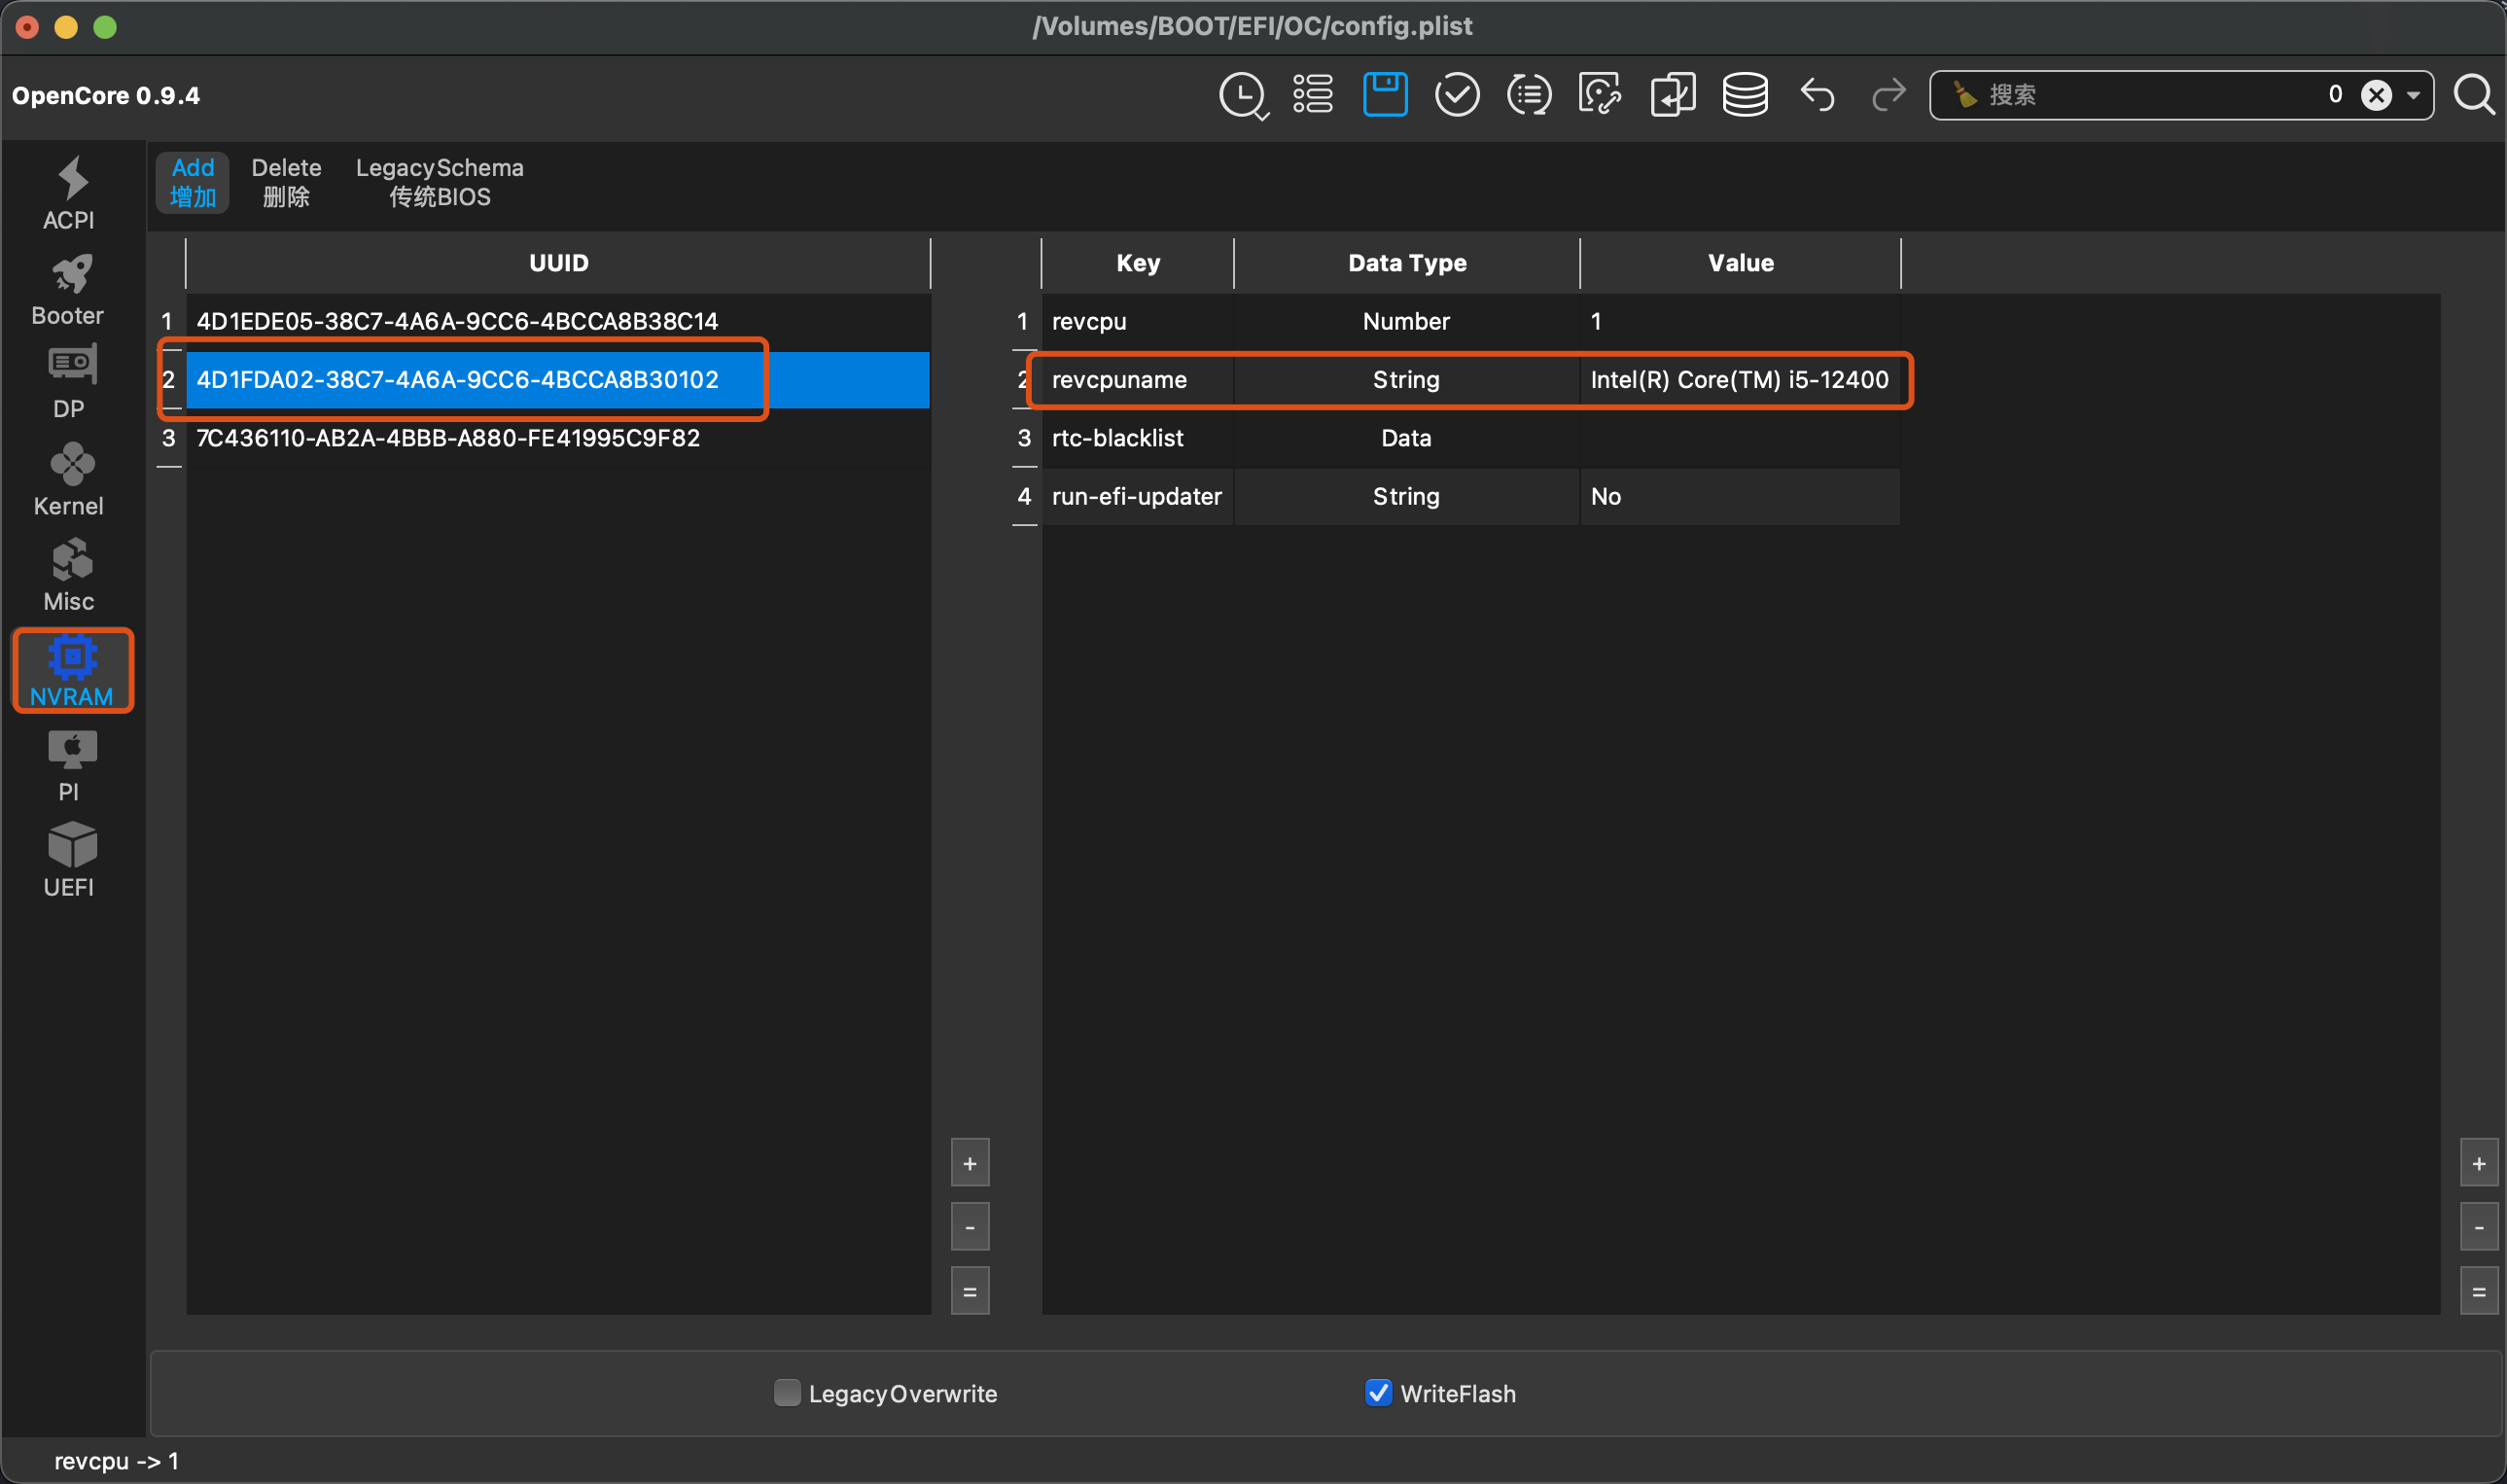 /Volumes/BOOT/EFI/OC/config.plist
OpenCore 0.9.4
搜索 0
ACPI
Booter
DP
Kernel
Misc
NVRAM
PI
UEFI
Add Delete LegacySchema
增加 删除 传统BIOS
UUID
1 4D1EDE05-38C7-4A6A-9CC6-4BCCA8B38C14
2 4D1FDA02-38C7-4A6A-9CC6-4BCCA8B30102
3 7C436110-AB2A-4BBB-A880-FE41995C9F82
+
-
=
Key Data Type Value
1 revcpu Number 1
2 revcpuname String Intel(R) Core(TM) i5-12400
3 rtc-blacklist Data
4 run-efi-updater String No
+
-
=
LegacyOverwrite WriteFlash
revcpu -> 1